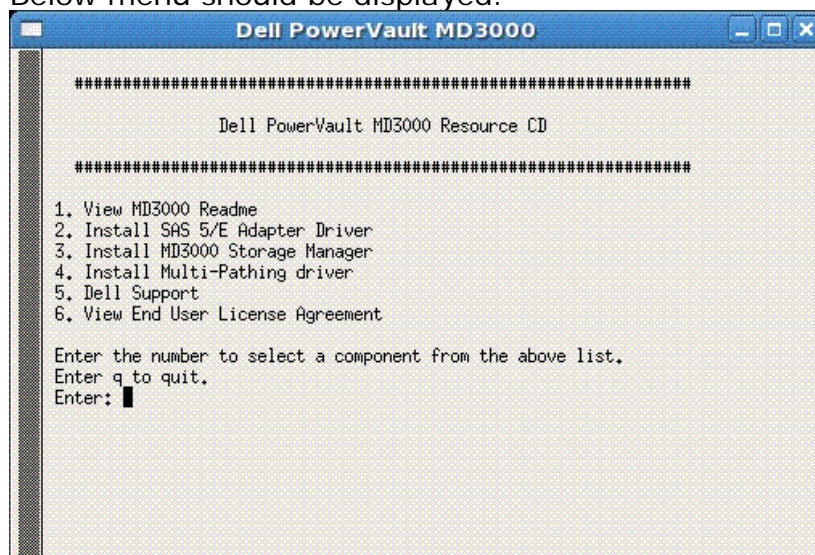 Below menu should be displayed.
Dell PowerVault MD3000
################################################################
Dell PowerVault MD3000 Resource CD
################################################################
1. View MD3000 Readme
2. Install SAS 5/E Adapter Driver
3. Install MD3000 Storage Manager
4. Install Multi-Pathing driver
5. Dell Support
6. View End User License Agreement
Enter the number to select a component from the above list.
Enter q to quit.
Enter: